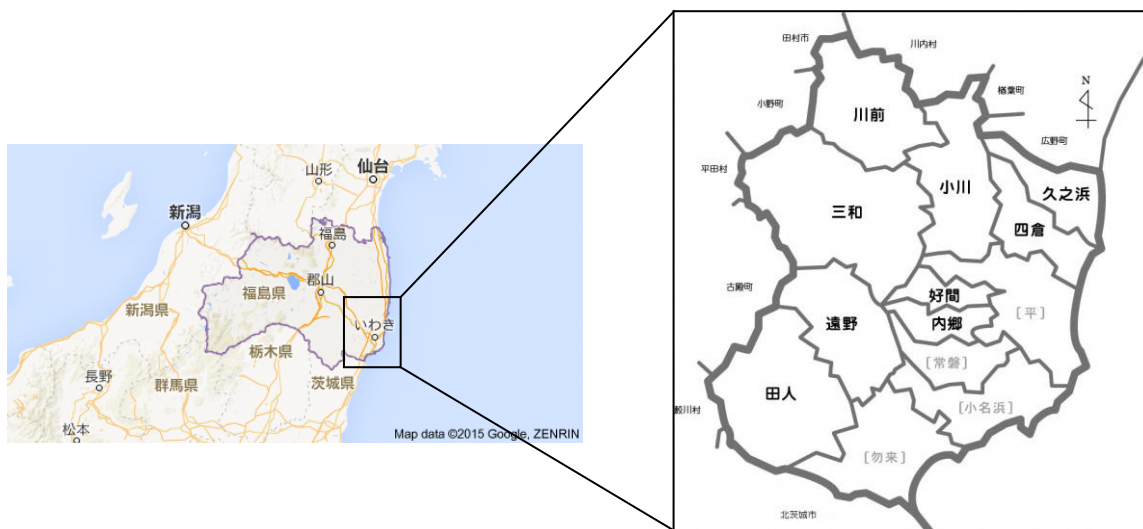 仙台
山形
新潟
福島
福島県
郡山
新潟県
いわき
栃木県
群馬県
茨城県
長野
松本
Map data ©2015 Google, ZENRIN
田村市
川内村
N
小野町
楢葉町
川前
広野町
平田村
小川
久之浜
三和
四倉
古殿町
好間
[平]
遠野
内郷
[常磐]
田人
[小名浜]
鮫川村
[勿来]
北茨城市